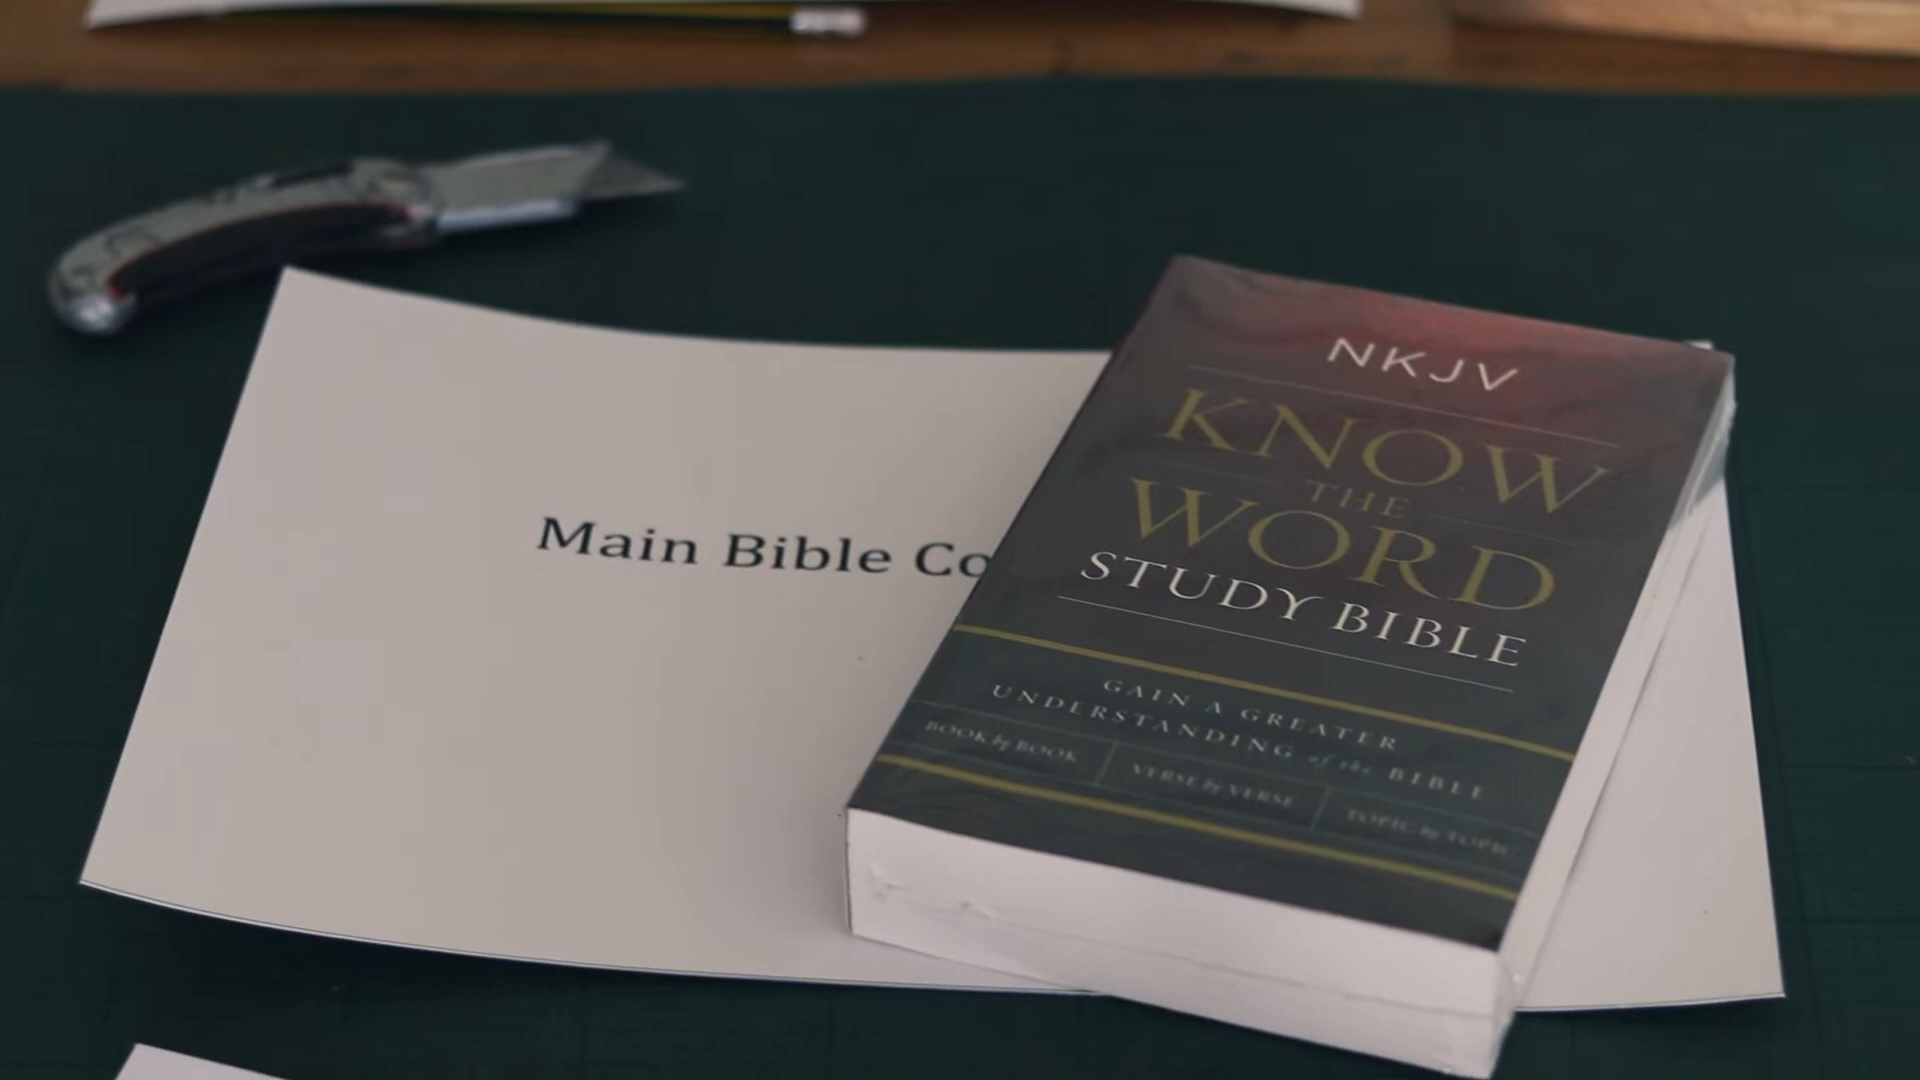 Main Bible Co
NKJV
KNOW
THE
WORD
STUDY BIBLE
GAIN A GREATER
UNDERSTANDING of the BIBLE
BOOK by BOOK
VERSE by VERSE
TOPIC by TOPIC